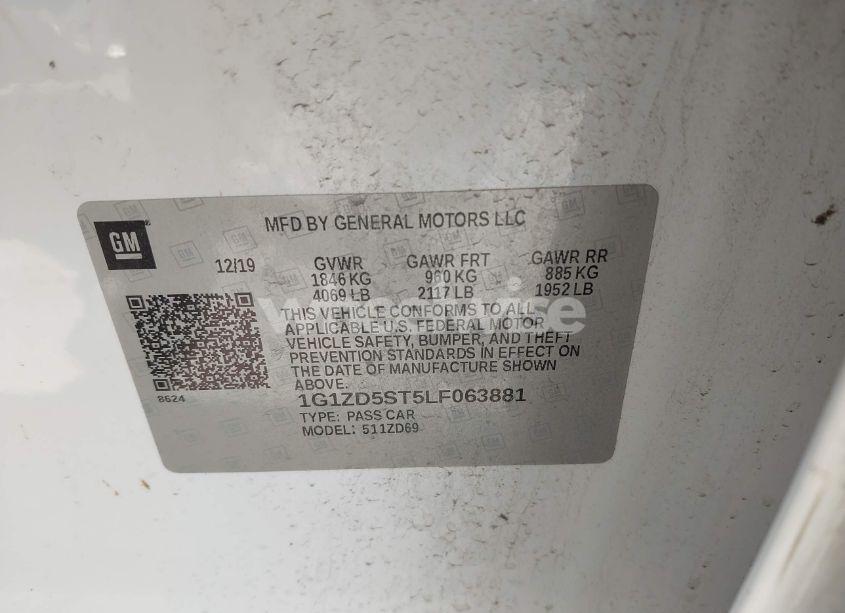 GM
MFD BY GENERAL MOTORS LLC
12/19 GVWR GAWR FRT GAWR RR
1846 KG 960 KG 885 KG
4069 LB 2117 LB 1952 LB
THIS VEHICLE CONFORMS TO ALL
APPLICABLE U.S. FEDERAL MOTOR
VEHICLE SAFETY, BUMPER, AND THEFT
PREVENTION STANDARDS IN EFFECT ON
THE DATE OF MANUFACTURE SHOWN
ABOVE.
8624
1G1ZD5ST5LF063881
TYPE: PASS CAR
MODEL: 511ZD69